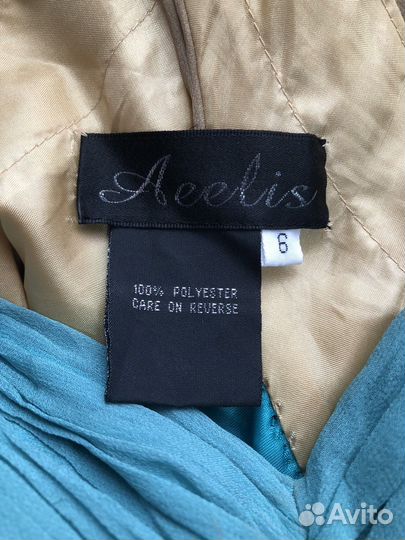 Aeelis
6
100% POLYESTER
CARE ON REVERSE
Avito